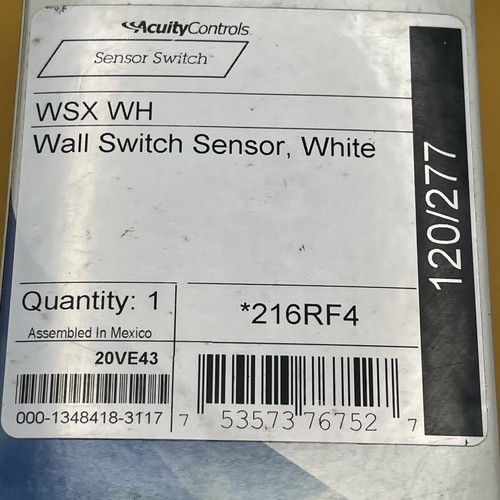 AcuityControls
Sensor Switch™
WSX WH
Wall Switch Sensor, White
120/277
Quantity: 1
Assembled In Mexico
*216RF4
20VE43
000-1348418-3117
7 53573 76752 7